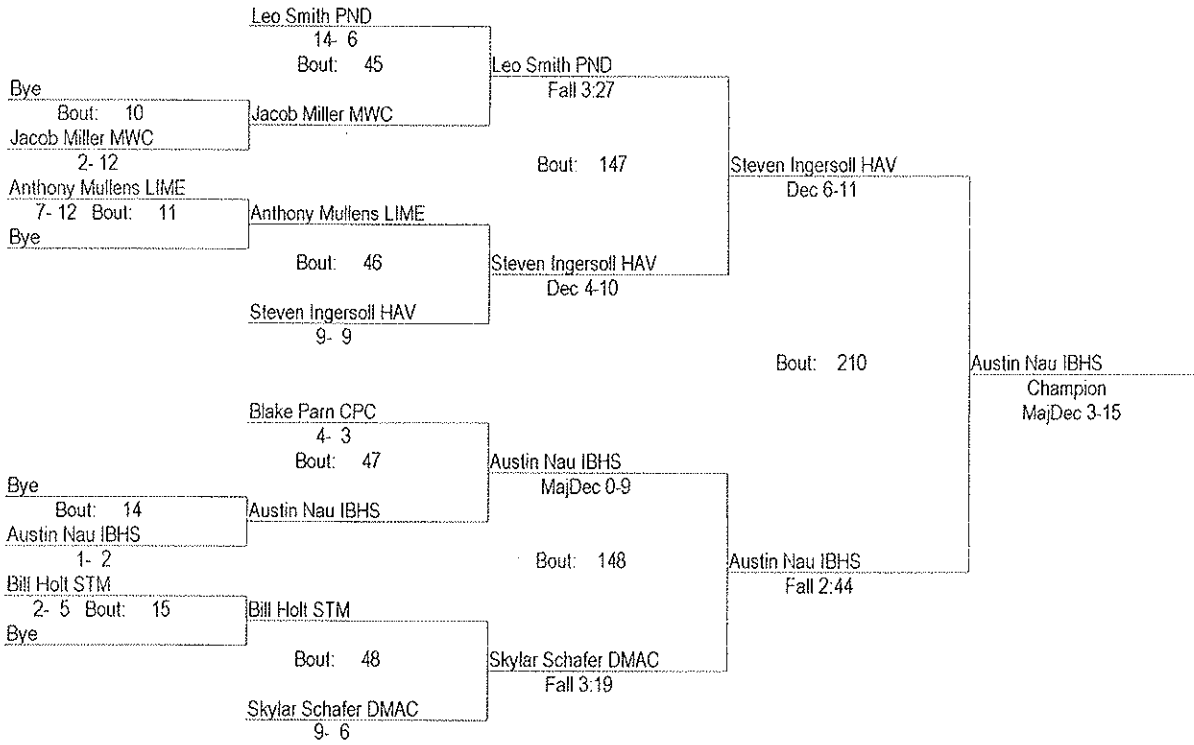 Leo Smith PND
14- 6
Bout: 45
Leo Smith PND
Fall 3:27
Bye
Bout: 10
Jacob Miller MWC
Jacob Miller MWC
2- 12
Bout: 147
Steven Ingersoll HAV
Dec 6-11
Anthony Mullens LIME
7- 12 Bout: 11
Anthony Mullens LIME
Bye
Bout: 46
Steven Ingersoll HAV
Dec 4-10
Steven Ingersoll HAV
9- 9
Bout: 210
Austin Nau IBHS
Champion
MajDec 3-15
Blake Parn CPC
4- 3
Bout: 47
Austin Nau IBHS
MajDec 0-9
Bye
Bout: 14
Austin Nau IBHS
Austin Nau IBHS
1- 2
Bout: 148
Austin Nau IBHS
Fall 2:44
Bill Holt STM
2- 5 Bout: 15
Bill Holt STM
Bye
Bout: 48
Skylar Schafer DMAC
Fall 3:19
Skylar Schafer DMAC
9- 6